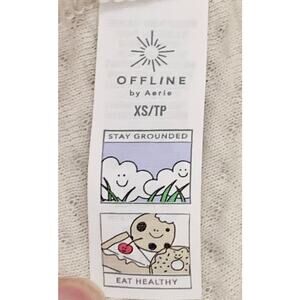 OFFLINE
by Aerie
XS/TP
STAY GROUNDED
EAT HEALTHY